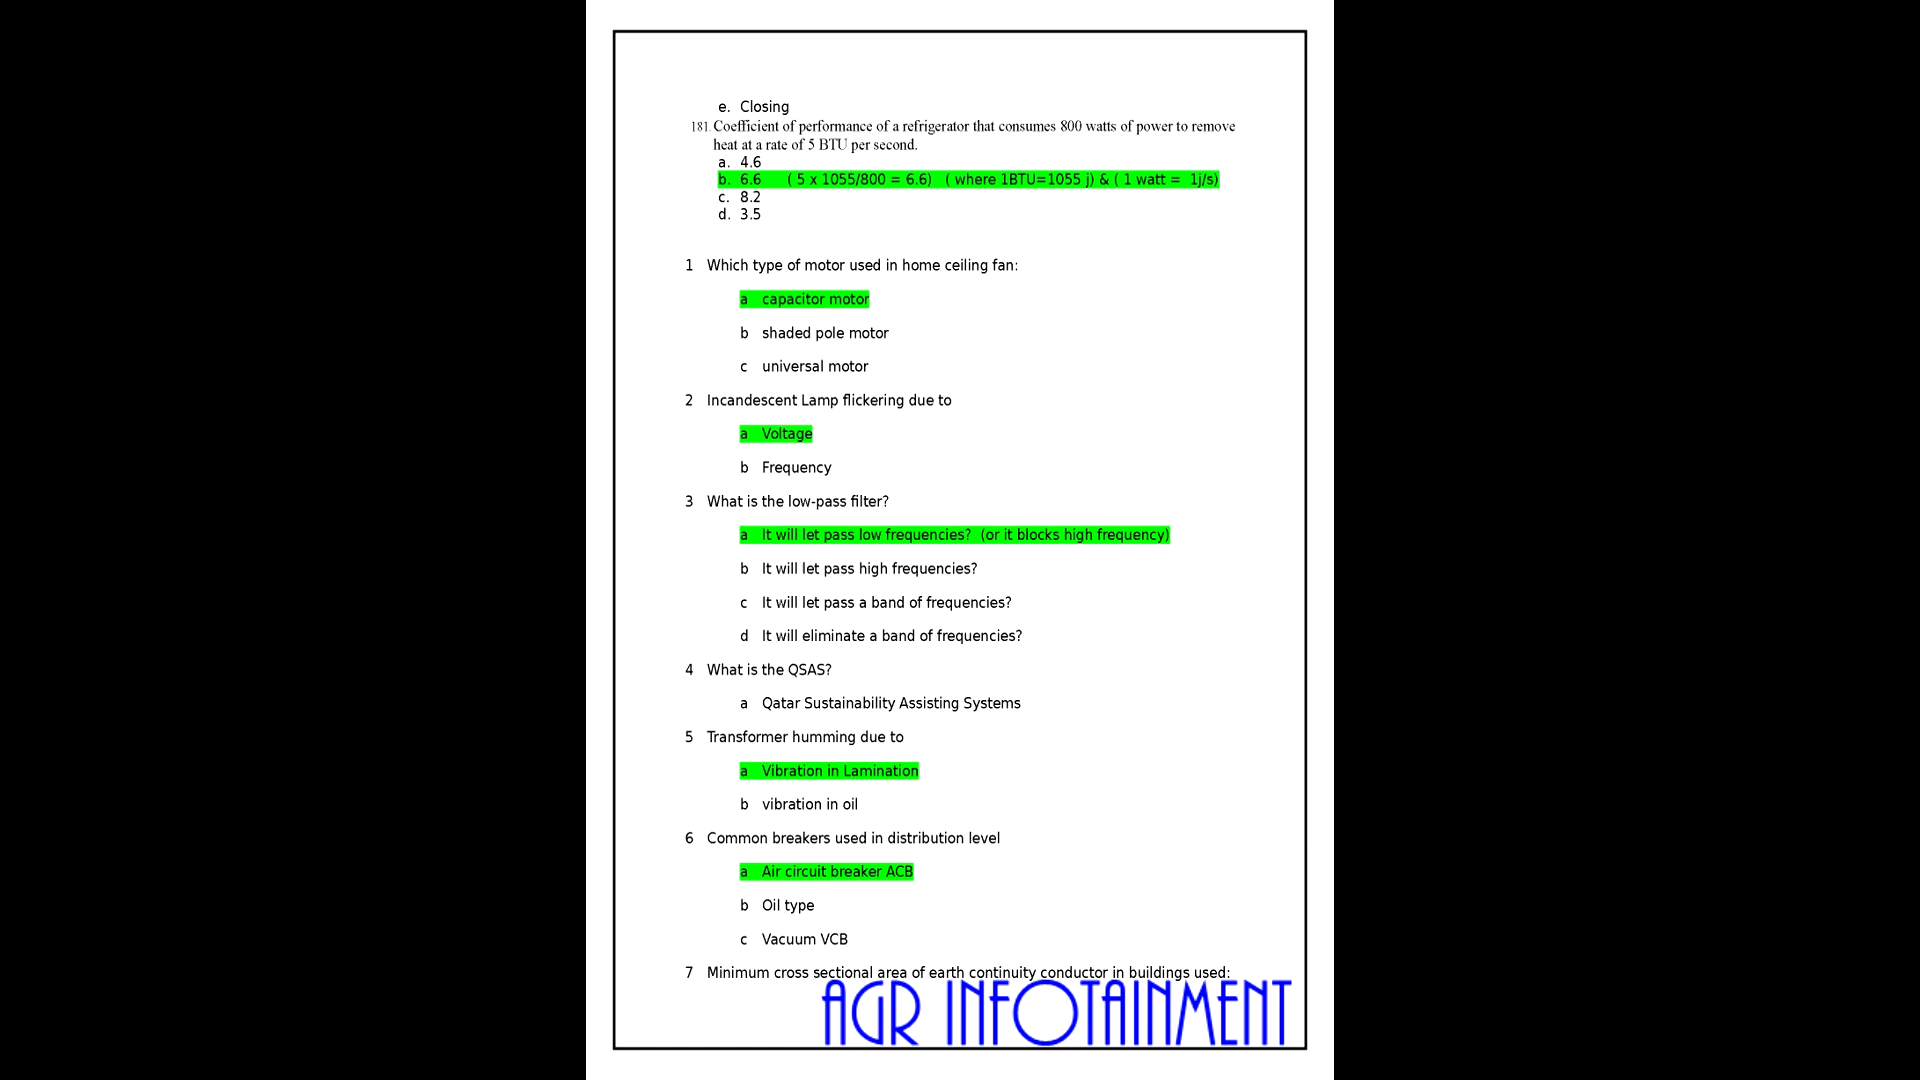 e. Closing
181. Coefficient of performance of a refrigerator that consumes 800 watts of power to remove
heat at a rate of 5 BTU per second.
a. 4.6
b. 6.6 ( 5 x 1055/800 = 6.6) ( where 1BTU=1055 j) & ( 1 watt = 1j/s)
c. 8.2
d. 3.5
1 Which type of motor used in home ceiling fan:
a capacitor motor
b shaded pole motor
c universal motor
2 Incandescent Lamp flickering due to
a Voltage
b Frequency
3 What is the low-pass filter?
a It will let pass low frequencies? (or it blocks high frequency)
b It will let pass high frequencies?
c It will let pass a band of frequencies?
d It will eliminate a band of frequencies?
4 What is the QSAS?
a Qatar Sustainability Assisting Systems
5 Transformer humming due to
a Vibration in Lamination
b vibration in oil
6 Common breakers used in distribution level
a Air circuit breaker ACB
b Oil type
c Vacuum VCB
7 Minimum cross sectional area of earth continuity conductor in buildings used:
AGR INFOTAINMENT